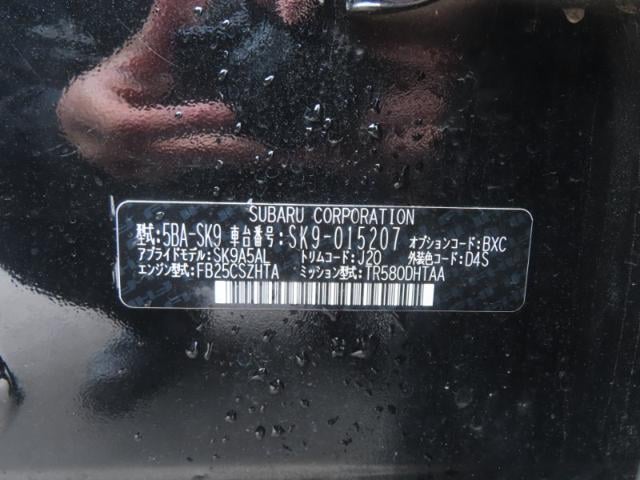 SUBARU CORPORATION
型式:5BA-SK9 車台番号:SK9-015207 オプションコード:BXC
アプライドモデル:SK9A5AL トリムコード:J20 外装色コード:D4S
エンジン型式:FB25CSZHTA ミッション型式:TR580DHTAA